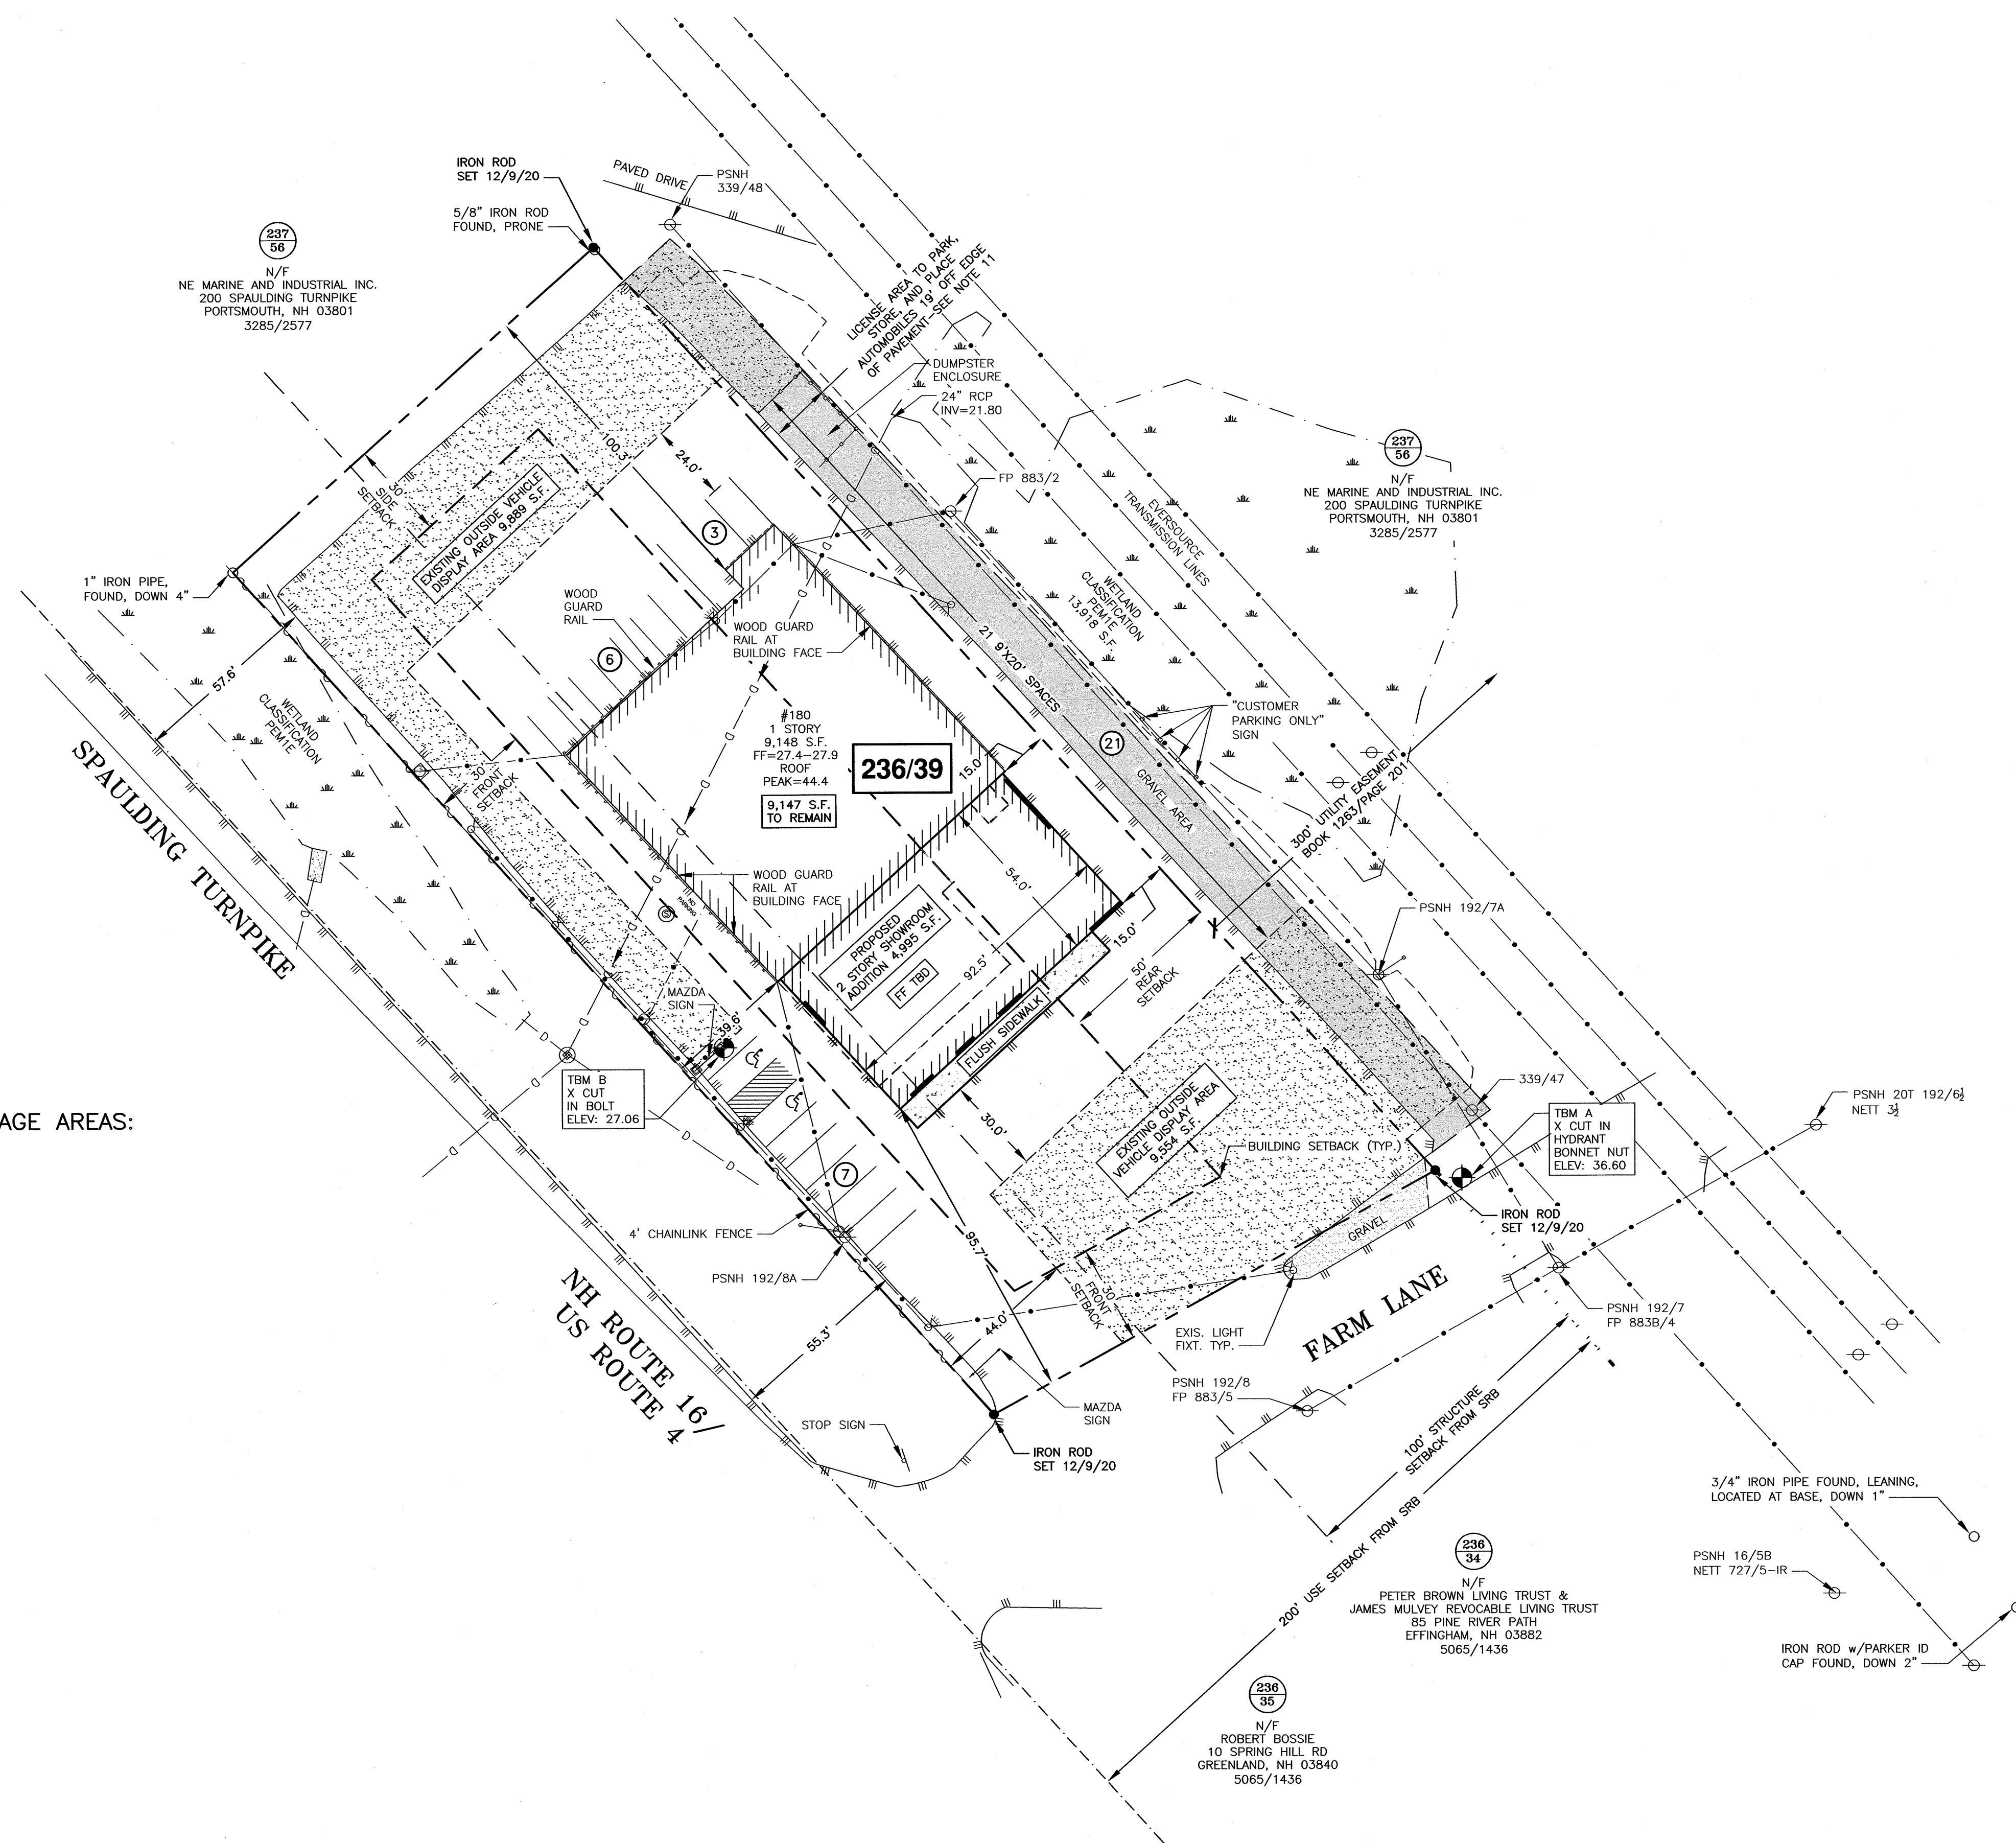 IRON ROD
SET 12/9/20
5/8" IRON ROD
FOUND, PRONE
PAVED DRIVE
PSNH
339/48
237
56
N/F
NE MARINE AND INDUSTRIAL INC.
200 SPAULDING TURNPIKE
PORTSMOUTH, NH 03801
3285/2577
LICENSE AREA TO PARK,
STORE, AND PLACE
AUTOMOBILES 19' OFF EDGE
OF PAVEMENT-SEE NOTE 11
DUMPSTER
ENCLOSURE
24" RCP
INV=21.80
FP 883/2
237
56
N/F
NE MARINE AND INDUSTRIAL INC.
200 SPAULDING TURNPIKE
PORTSMOUTH, NH 03801
3285/2577
EVERSOURCE
TRANSMISSION LINES
WETLAND
CLASSIFICATION
PEM1E
13,918 S.F.
100.3'
24.0'
30'
SIDE
SETBACK
EXISTING OUTSIDE VEHICLE
DISPLAY AREA 9,889 S.F.
3
1" IRON PIPE,
FOUND, DOWN 4"
WOOD
GUARD
RAIL
6
WOOD GUARD
RAIL AT
BUILDING FACE
21 9'X20' SPACES
21
GRAVEL AREA
"CUSTOMER
PARKING ONLY"
SIGN
57.6'
WETLAND
CLASSIFICATION
PEM1E
#180
1 STORY
9,148 S.F.
FF=27.4-27.9
ROOF
PEAK=44.4
9,147 S.F.
TO REMAIN
236/39
15.0'
30'
FRONT
SETBACK
300' UTILITY EASEMENT
BOOK 1263/PAGE 201
SPAULDING TURNPIKE
WOOD GUARD
RAIL AT
BUILDING FACE
NO
PARKING
S
54.0'
PROPOSED
2 STORY SHOWROOM
ADDITION 4,995 S.F.
FF TBD
92.5'
15.0'
50'
REAR
SETBACK
PSNH 192/7A
MAZDA
SIGN
39.6'
FLUSH SIDEWALK
TBM B
X CUT
IN BOLT
ELEV: 27.06
30.0'
EXISTING OUTSIDE
VEHICLE DISPLAY AREA
9,554 S.F.
BUILDING SETBACK (TYP.)
339/47
TBM A
X CUT IN
HYDRANT
BONNET NUT
ELEV: 36.60
PSNH 20T 192/6½
NETT 3½
AGE AREAS:
7
4' CHAINLINK FENCE
PSNH 192/8A
95.7'
GRAVEL
IRON ROD
SET 12/9/20
NH ROUTE 16/
US ROUTE 4
55.3'
44.0'
30'
FRONT
SETBACK
EXIS. LIGHT
FIXT. TYP.
FARM LANE
PSNH 192/7
FP 883B/4
PSNH 192/8
FP 883/5
MAZDA
SIGN
STOP SIGN
IRON ROD
SET 12/9/20
100' STRUCTURE
SETBACK FROM SRB
200' USE SETBACK FROM SRB
3/4" IRON PIPE FOUND, LEANING,
LOCATED AT BASE, DOWN 1"
PSNH 16/5B
NETT 727/5-IR
236
34
N/F
PETER BROWN LIVING TRUST &
JAMES MULVEY REVOCABLE LIVING TRUST
85 PINE RIVER PATH
EFFINGHAM, NH 03882
5065/1436
IRON ROD w/PARKER ID
CAP FOUND, DOWN 2"
236
35
N/F
ROBERT BOSSIE
10 SPRING HILL RD
GREENLAND, NH 03840
5065/1436